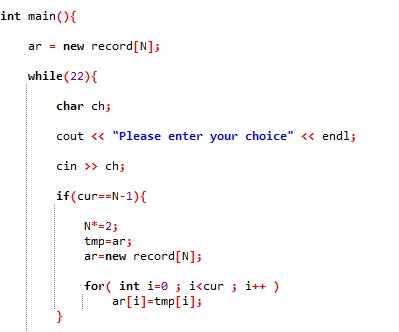 int main(){
ar = new record[N];
while(22){
char ch;
cout << "Please enter your choice" << endl;
cin >> ch;
if(cur==N-1){
N*=2;
tmp=ar;
ar=new record[N];
for( int i=0 ; i<cur ; i++ )
ar[i]=tmp[i];
}